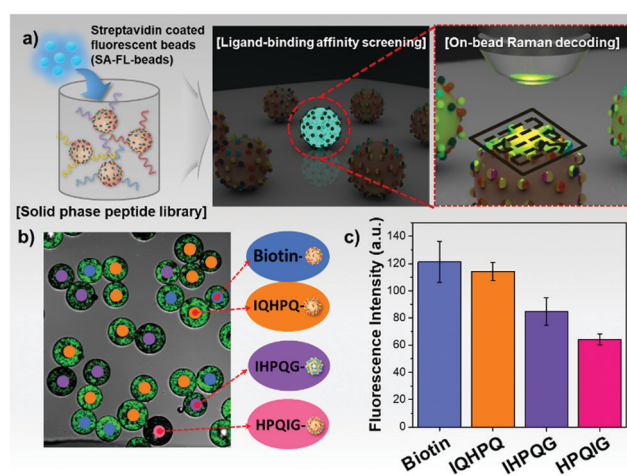 a)
Streptavidin coated
fluorescent beads
(SA-FL-beads)
[Solid phase peptide library]
[Ligand-binding affinity screening]
[On-bead Raman decoding]
b)
Biotin-
IQHPQ-
IHPQG-
HPQIG-
c)
Fluorescence Intensity (a.u.)
140
120
100
80
60
40
20
0
Biotin
IQHPQ
IHPQG
HPQIG